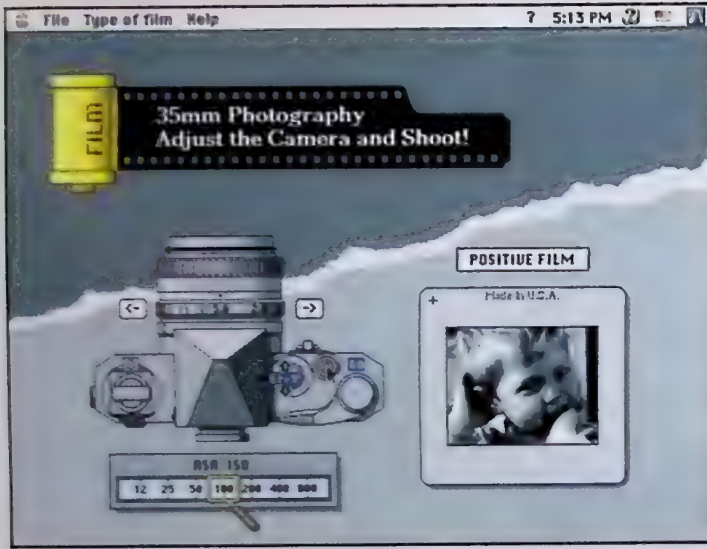 File Type of film Help
? 5:13 PM
FILM
35mm Photography
Adjust the Camera and Shoot!
POSITIVE FILM
<-
->
+
Made in U.S.A.
ASA ISO
12 25 50 100 200 400 800